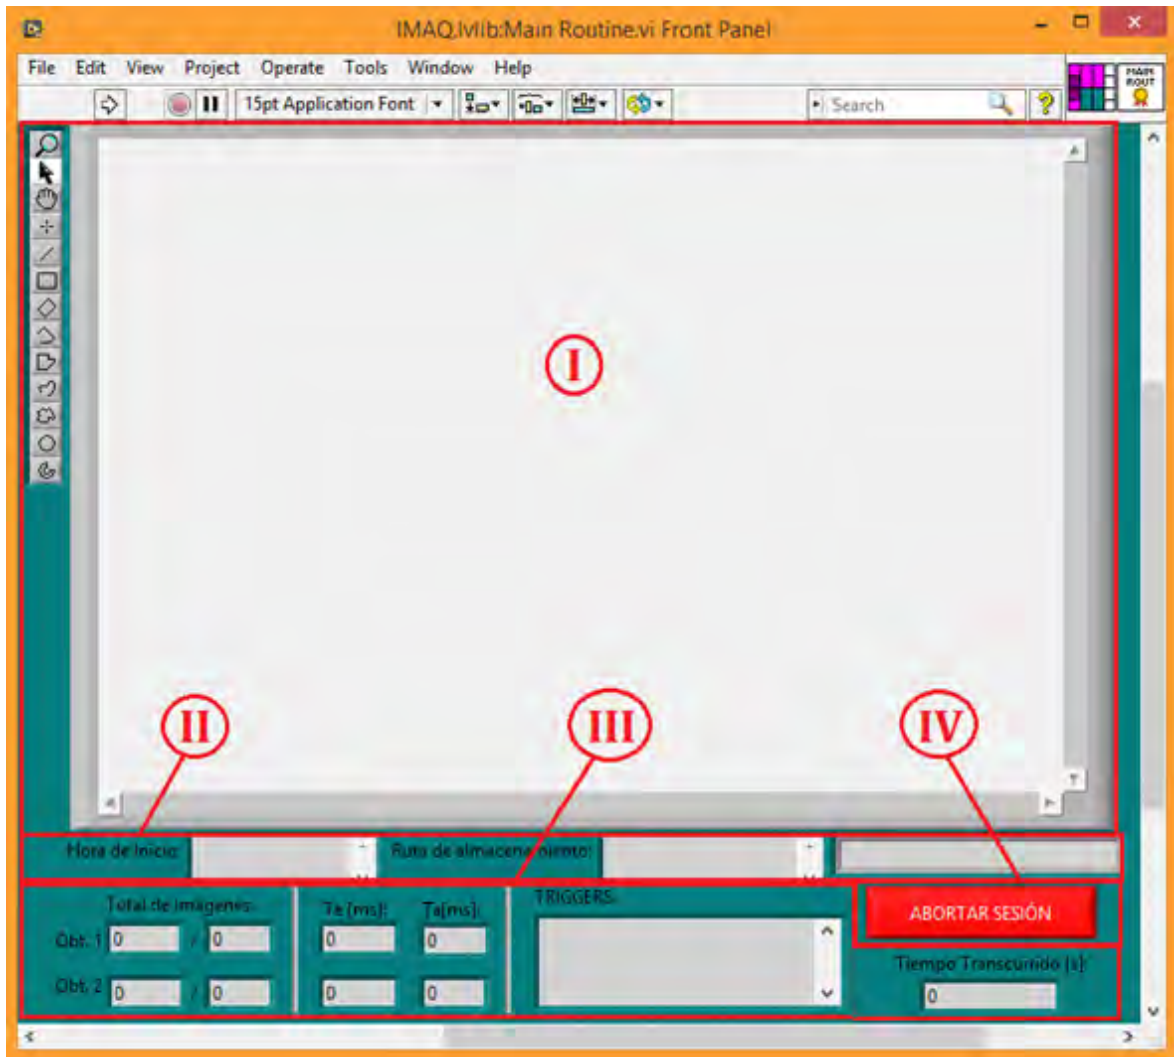 IMAQ.lvlib:Main Routine.vi Front Panel
File Edit View Project Operate Tools Window Help
MAIN
ROUT
15pt Application Font
Search
I
II
III
IV
Hora de Inicio:
Ruta de almacenamiento:
Total de imágenes:
Te [ms]:
Ta[ms]:
TRIGGERS:
ABORTAR SESIÓN
Obt. 1 0 / 0
0
0
Tiempo Transcurrido [s]:
Obt. 2 0 / 0
0
0
0